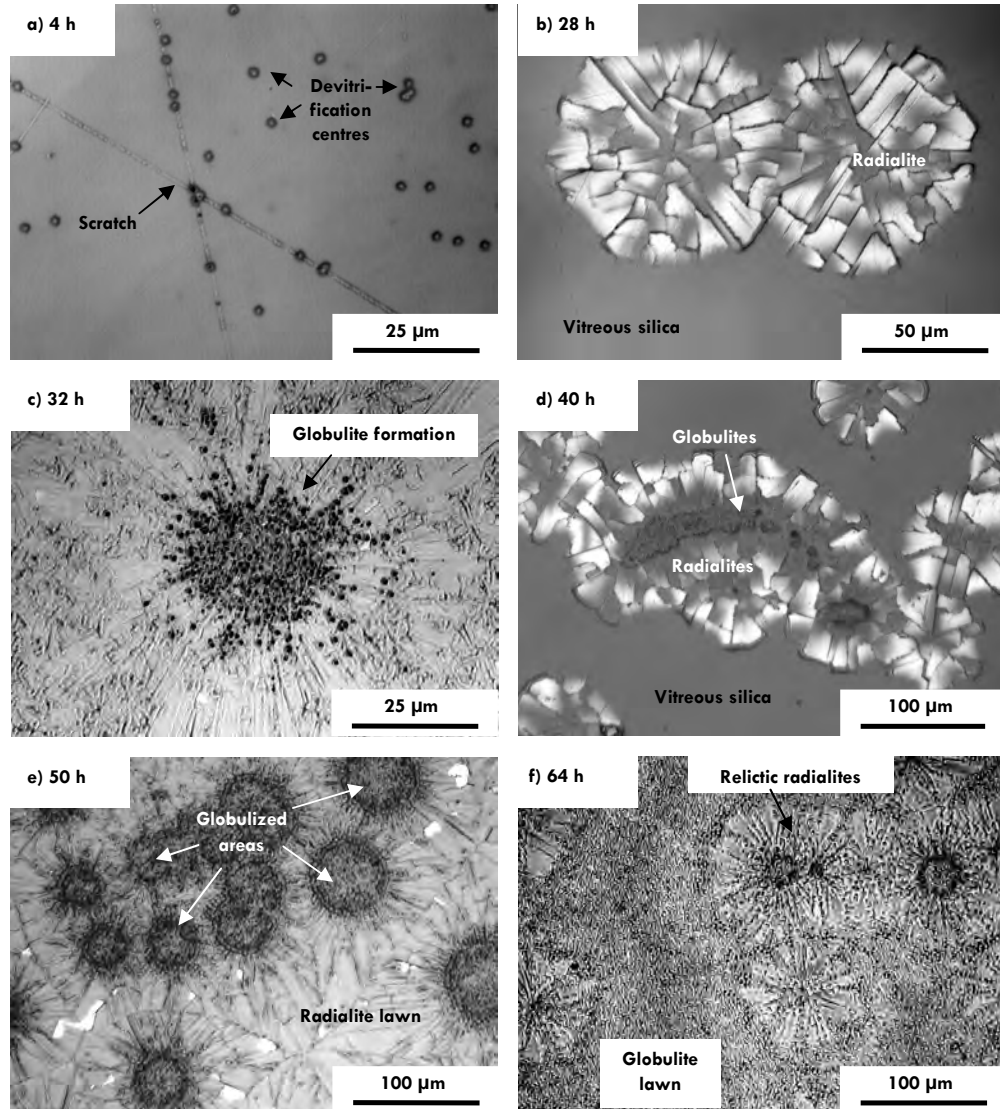 a) 4 h
Devitri-
fication
centres
Scratch
25 µm
b) 28 h
Radialite
Vitreous silica
50 µm
c) 32 h
Globulite formation
25 µm
d) 40 h
Globulites
Radialites
Vitreous silica
100 µm
e) 50 h
Globulized
areas
Radialite lawn
100 µm
f) 64 h
Relictic radialites
Globulite
lawn
100 µm